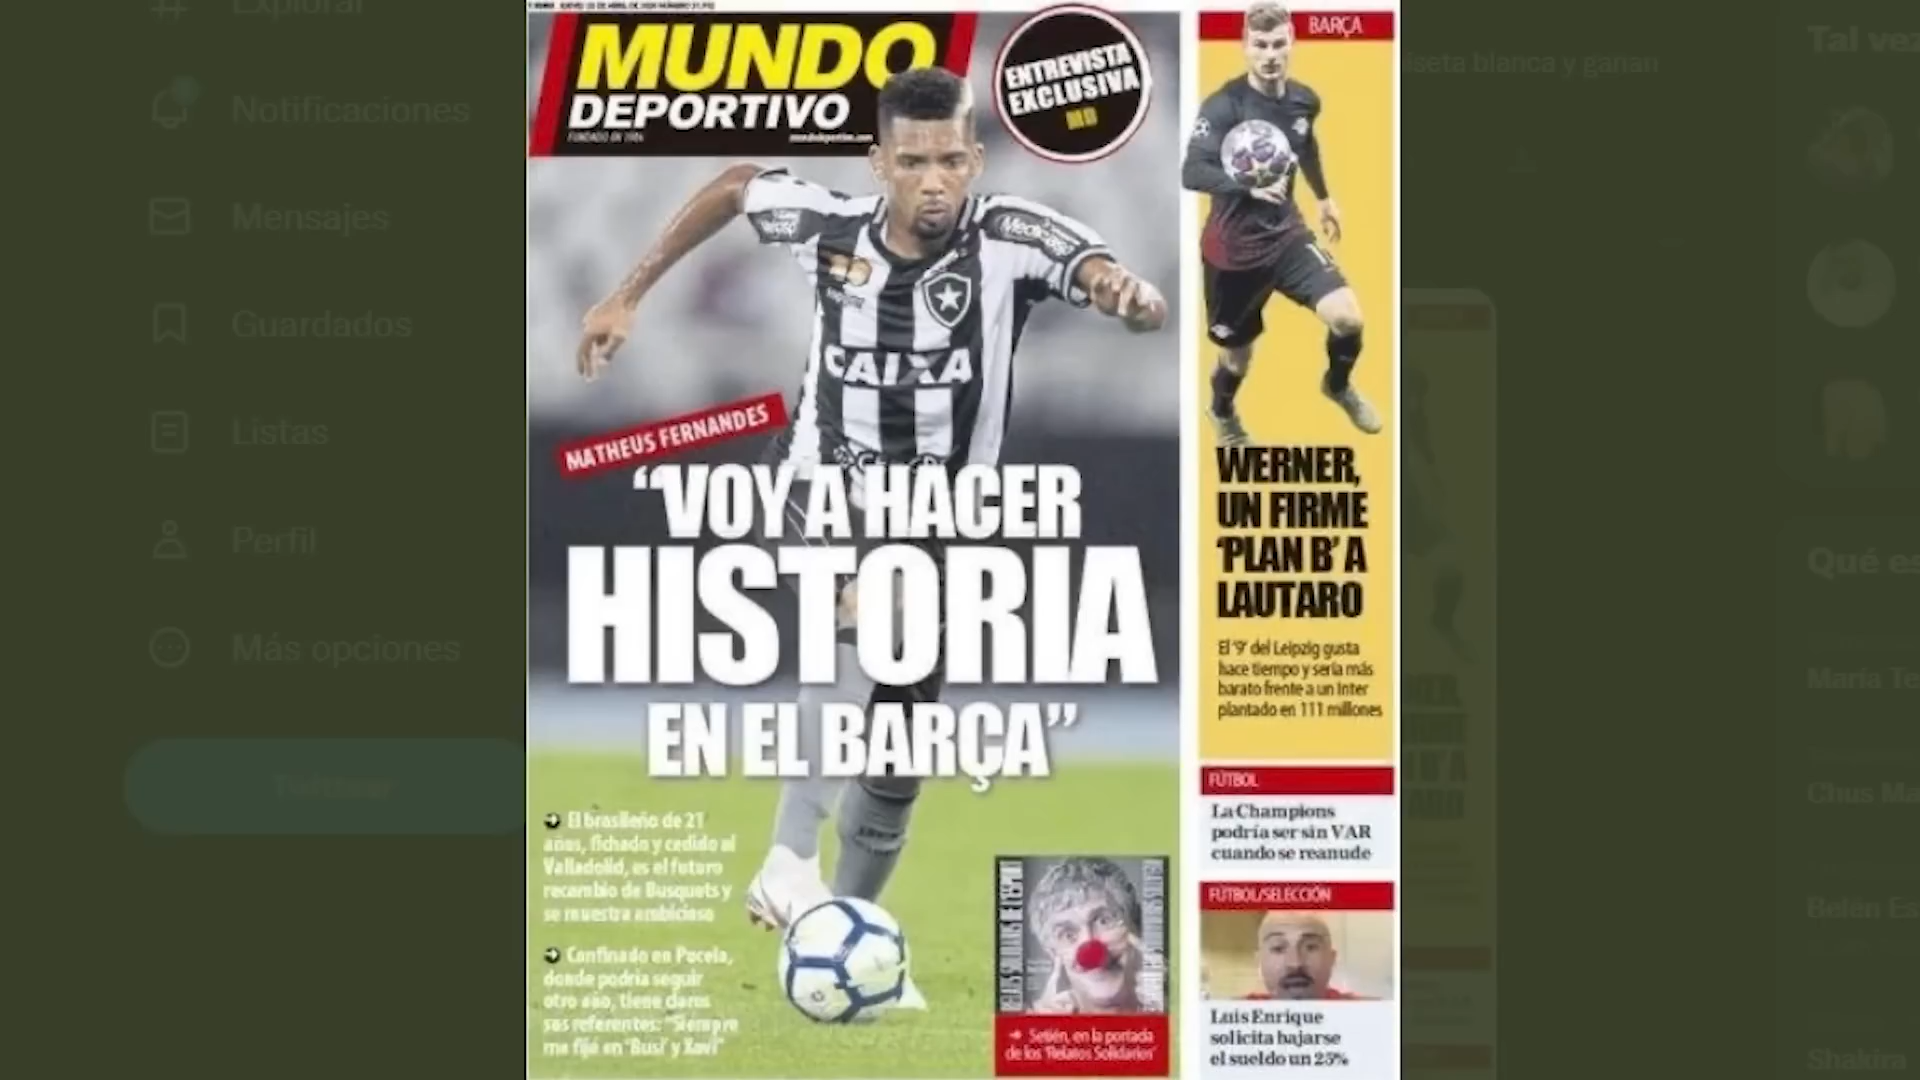 Explorar
Notificaciones
Mensajes
Guardados
Listas
Perfil
Más opciones
Twittear
MUNDO
DEPORTIVO
FUNDADO EN 1906
mundodeportivo.com
ENTREVISTA
EXCLUSIVA
MD
CAIXA
MATHEUS FERNANDES
“VOY A HACER
HISTORIA
EN EL BARÇA”
El brasileño de 21
años, fichado y cedido al
Valladolid, es el futuro
recambio de Busquets y
se muestra ambicioso
Confinado en Pucela,
donde podría seguir
otro año, tiene claros
sus referentes: “Siempre
me fijé en ‘Busi’ y Xavi”
Setién, en la portada
de los ‘Relatos Solidarios’
BARÇA
WERNER,
UN FIRME
‘PLAN B’ A
LAUTARO
El ‘9’ del Leipzig gusta
hace tiempo y sería más
barato frente a un Inter
plantado en 111 millones
FÚTBOL
La Champions
podría ser sin VAR
cuando se reanude
FÚTBOL/SELECCIÓN
Luis Enrique
solicita bajarse
el sueldo un 25%
blanca y ganan
Tal vez
Qué es
María Te
Chus Ma
Belén Es
Shakira